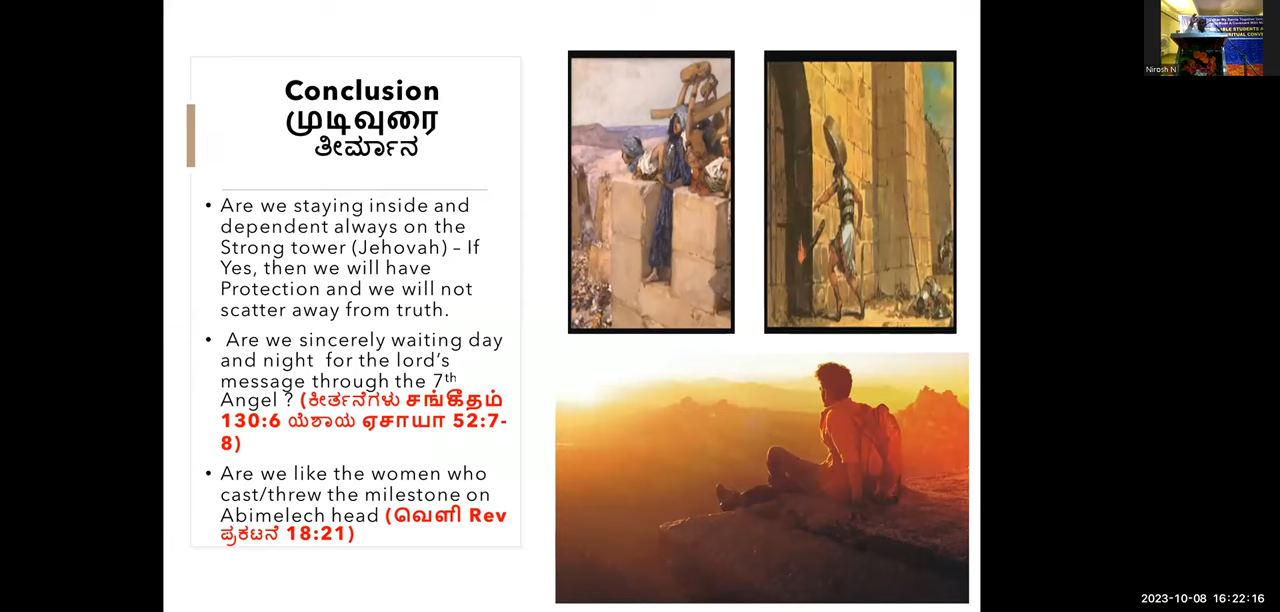 Conclusion
முடிவுரை
ತೀರ್ಮಾನ
• Are we staying inside and
dependent always on the
Strong tower (Jehovah) – If
Yes, then we will have
Protection and we will not
scatter away from truth.
• Are we sincerely waiting day
and night for the lord's
message through the 7th
Angel ? (ಕೀರ್ತನೆಗಳು சங்கீதம்
130:6 ಯೆಶಾಯ ஏசாயா 52:7-
8)
• Are we like the women who
cast/threw the milestone on
Abimelech head (வெளி Rev
ಪ್ರಕಟನೆ 18:21)
Nirosh N
2023-10-08 16:22:16